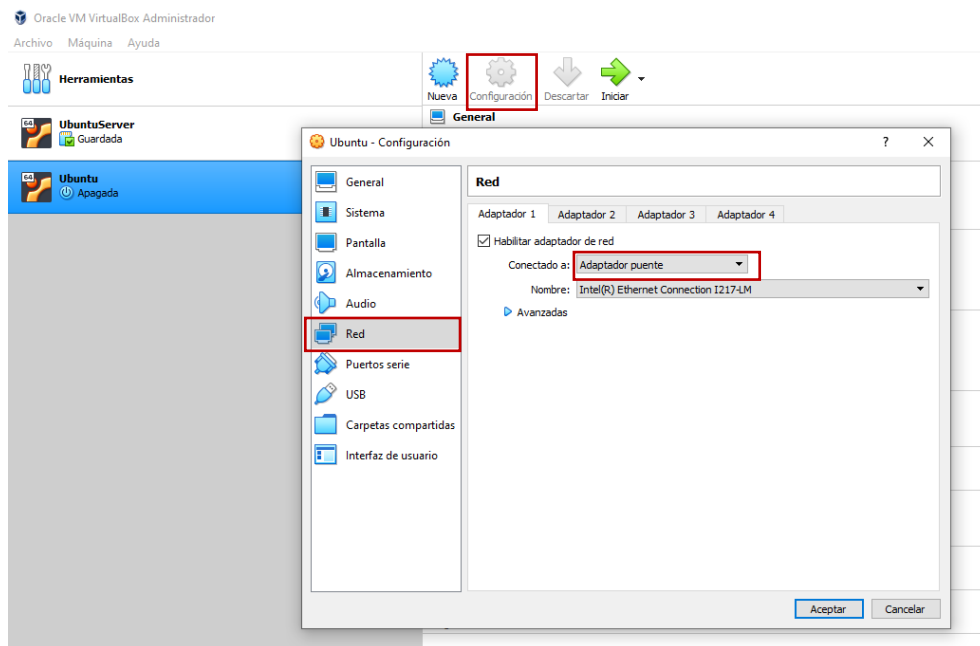 Oracle VM VirtualBox Administrador
Archivo Máquina Ayuda
Herramientas
Nueva Configuración Descartar Iniciar
General
64
UbuntuServer
Guardada
64
Ubuntu
Apagada
Ubuntu - Configuración
General
Sistema
Pantalla
Almacenamiento
Audio
Red
Puertos serie
USB
Carpetas compartidas
Interfaz de usuario
Red
Adaptador 1 Adaptador 2 Adaptador 3 Adaptador 4
Habilitar adaptador de red
Conectado a: Adaptador puente
Nombre: Intel(R) Ethernet Connection I217-LM
Avanzadas
Aceptar Cancelar